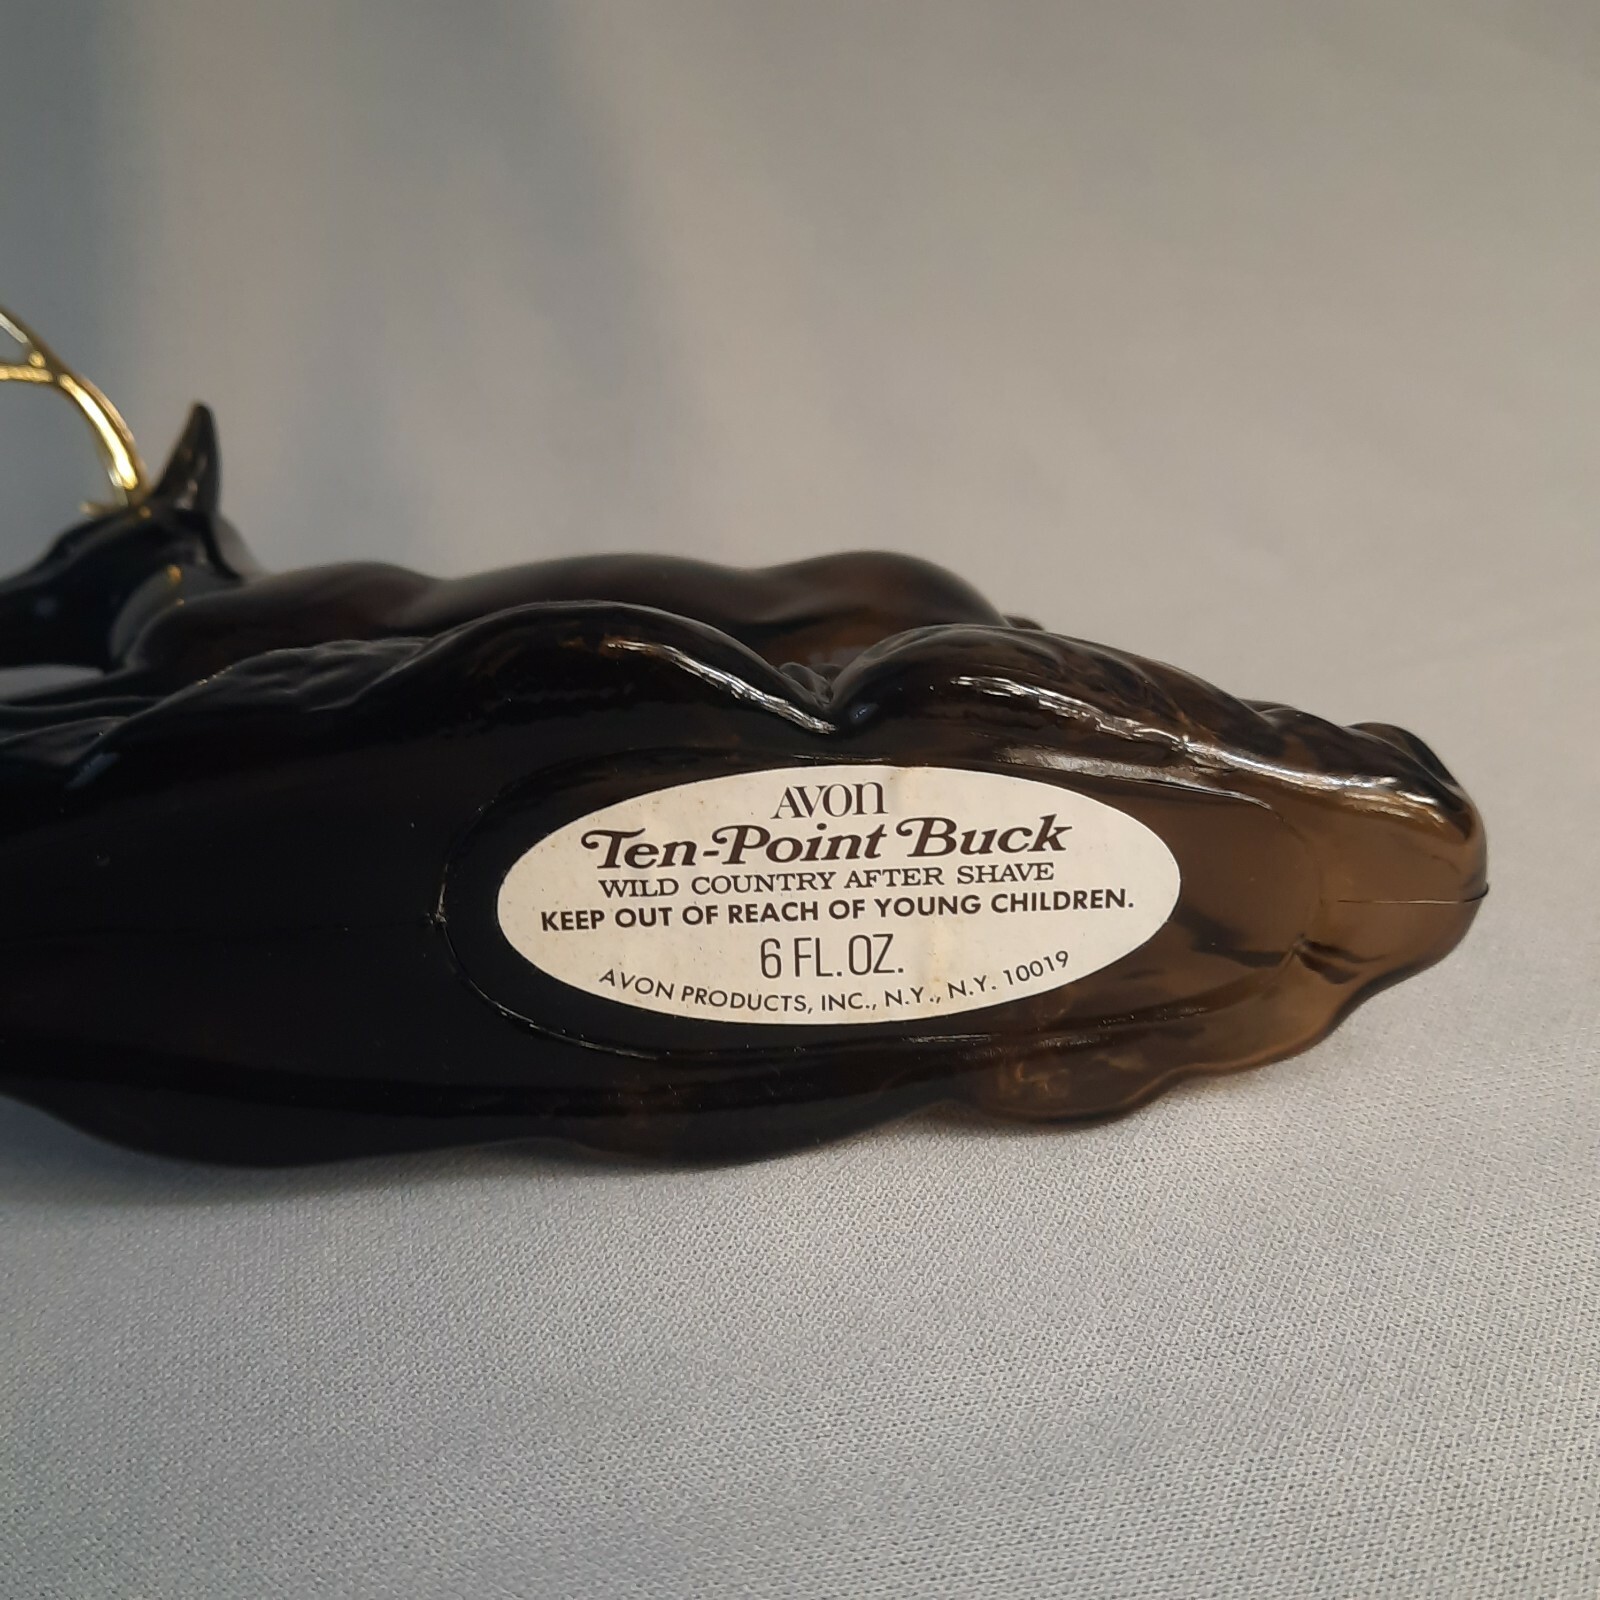 AVON
Ten-Point Buck
WILD COUNTRY AFTER SHAVE
KEEP OUT OF REACH OF YOUNG CHILDREN.
6 FL. OZ.
AVON PRODUCTS, INC., N.Y., N.Y. 10019